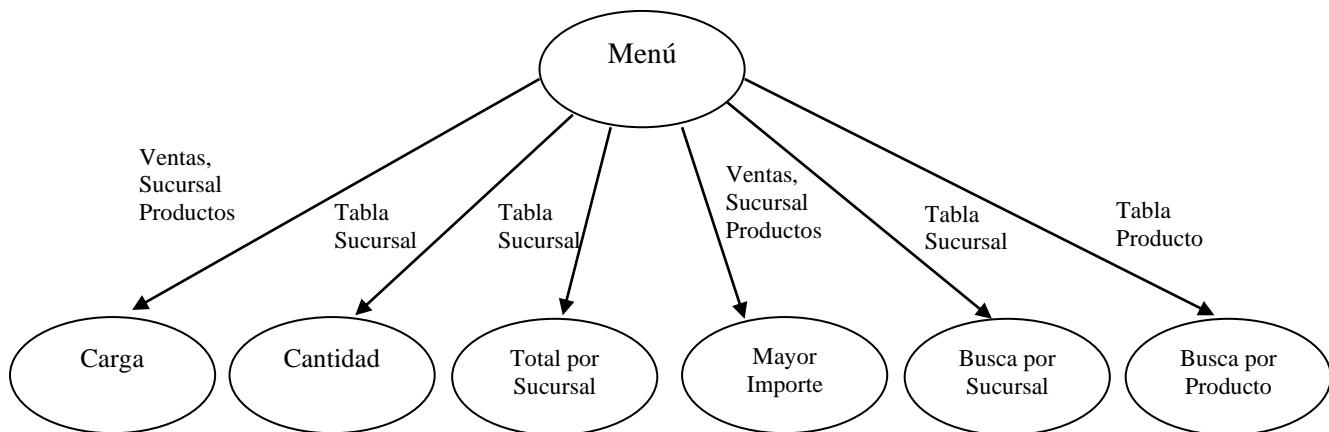 Menú
Ventas,
Sucursal
Productos
Tabla
Sucursal
Tabla
Sucursal
Ventas,
Sucursal
Productos
Tabla
Sucursal
Tabla
Producto
Carga
Cantidad
Total por
Sucursal
Mayor
Importe
Busca por
Sucursal
Busca por
Producto